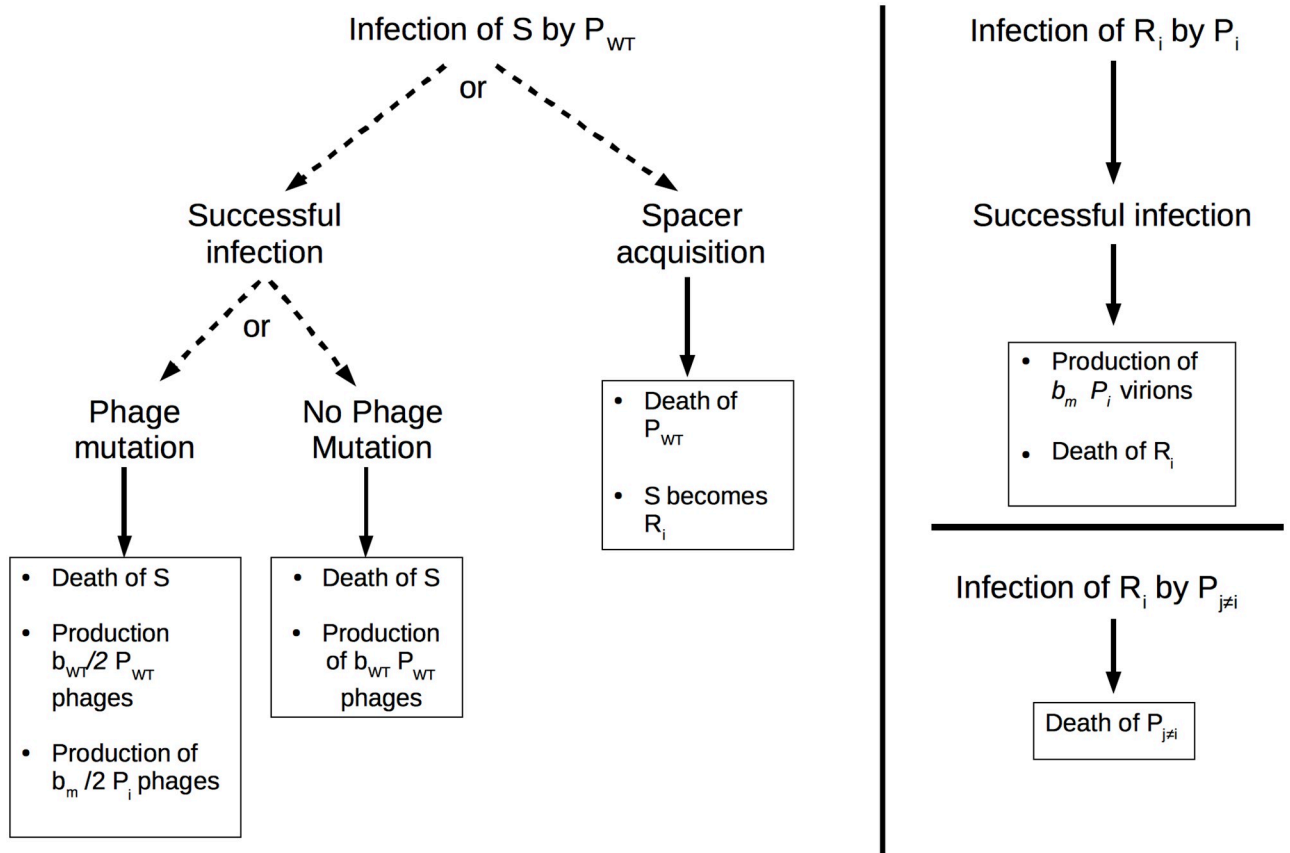 Infection of S by P_WT
or
Successful
infection
or
Phage
mutation
• Death of S
• Production
b_WT/2 P_WT
phages
• Production of
b_m /2 P_i phages
No Phage
Mutation
• Death of S
• Production
of b_WT P_WT
phages
Spacer
acquisition
• Death of
P_WT
• S becomes
R_i
Infection of R_i by P_i
Successful infection
• Production of
b_m P_i virions
• Death of R_i
Infection of R_i by P_j≠i
Death of P_j≠i